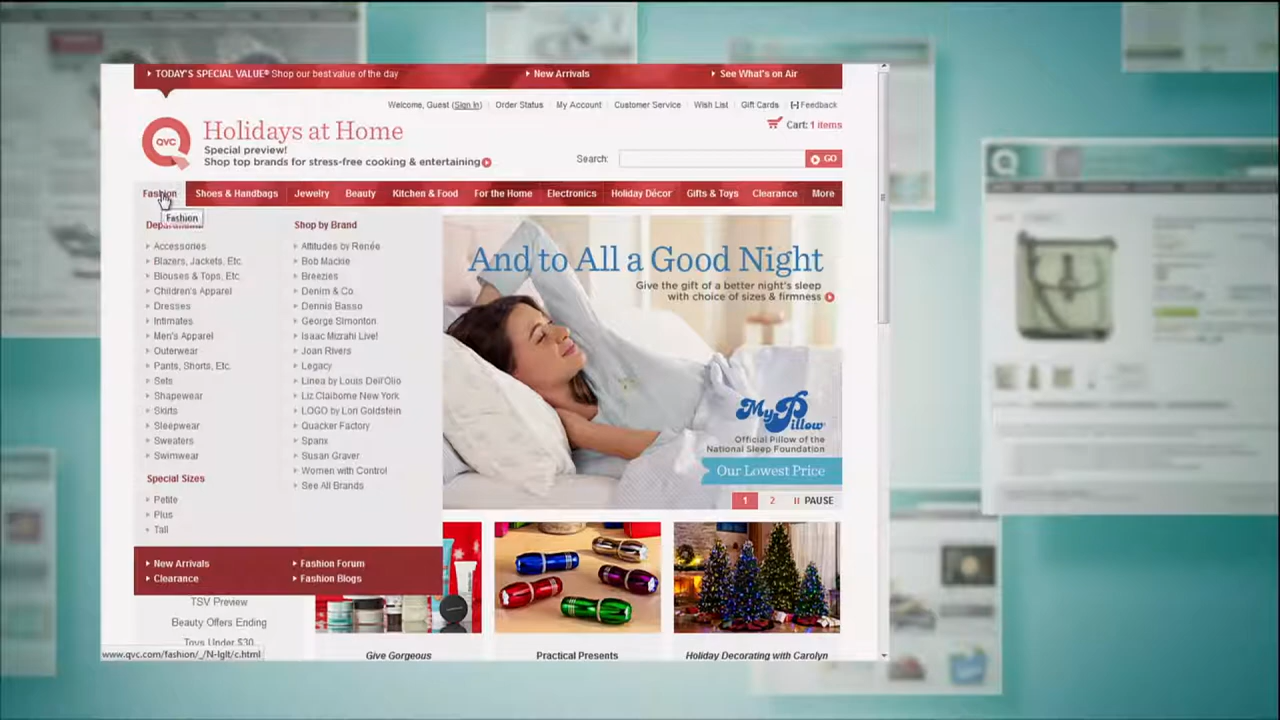 TODAY'S SPECIAL VALUE® Shop our best value of the day
New Arrivals
See What's on Air
Welcome, Guest (Sign In)
Order Status
My Account
Customer Service
Wish List
Gift Cards
[-] Feedback
Cart: 1 items
QVC
Holidays at Home
Special preview!
Shop top brands for stress-free cooking & entertaining
Search:
GO
Fashion
Shoes & Handbags
Jewelry
Beauty
Kitchen & Food
For the Home
Electronics
Holiday Décor
Gifts & Toys
Clearance
More
Fashion
Accessories
Blazers, Jackets, Etc.
Blouses & Tops, Etc.
Children's Apparel
Dresses
Intimates
Men's Apparel
Outerwear
Pants, Shorts, Etc.
Sets
Shapewear
Skirts
Sleepwear
Sweaters
Swimwear
Special Sizes
Petite
Plus
Tall
Shop by Brand
Attitudes by Renée
Bob Mackie
Breezies
Denim & Co.
Dennis Basso
George Simonton
Isaac Mizrahi Live!
Joan Rivers
Legacy
Linea by Louis Dell'Olio
Liz Claiborne New York
LOGO by Lori Goldstein
Quacker Factory
Spanx
Susan Graver
Women with Control
See All Brands
New Arrivals
Clearance
Fashion Forum
Fashion Blogs
And to All a Good Night
Give the gift of a better night's sleep
with choice of sizes & firmness
MyPillow
Official Pillow of the
National Sleep Foundation
Our Lowest Price
1
2
PAUSE
TSV Preview
Beauty Offers Ending
Toys Under $30
Give Gorgeous
Practical Presents
Holiday Decorating with Carolyn
www.qvc.com/fashion/_/N-lglt/c.html